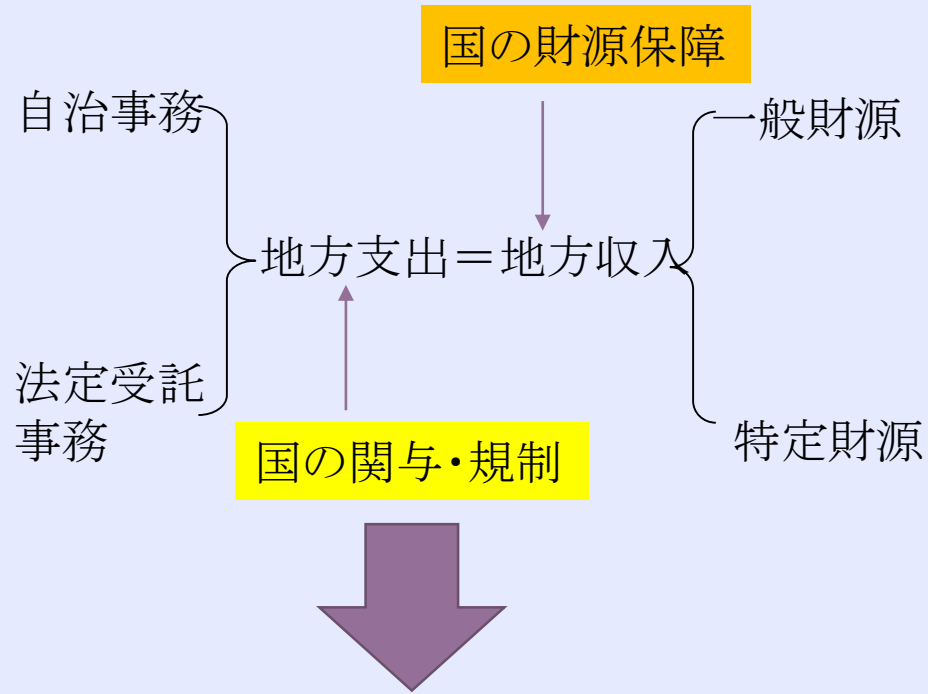 国の財源保障
自治事務
一般財源
地方支出＝地方収入
法定受託
事務
特定財源
国の関与・規制